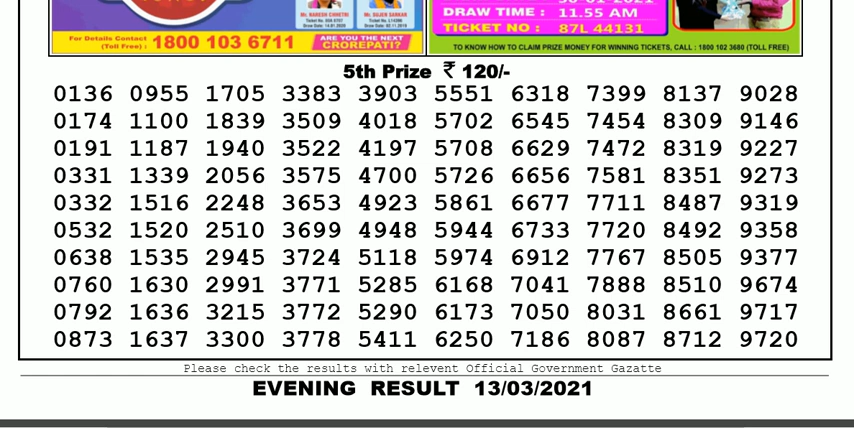 Mr. MAHESH CHHETRI
Mr. SUJEN SARKAR
For Details Contact
(Toll Free) : 1800 103 6711
ARE YOU THE NEXT
CROREPATI?
DRAW TIME : 11.55 AM
TICKET NO : 87L 44131
TO KNOW HOW TO CLAIM PRIZE MONEY FOR WINNING TICKETS, CALL : 1800 102 3680 (TOLL FREE)
5th Prize ₹ 120/-
0136 0955 1705 3383 3903 5551 6318 7399 8137 9028
0174 1100 1839 3509 4018 5702 6545 7454 8309 9146
0191 1187 1940 3522 4197 5708 6629 7472 8319 9227
0331 1339 2056 3575 4700 5726 6656 7581 8351 9273
0332 1516 2248 3653 4923 5861 6677 7711 8487 9319
0532 1520 2510 3699 4948 5944 6733 7720 8492 9358
0638 1535 2945 3724 5118 5974 6912 7767 8505 9377
0760 1630 2991 3771 5285 6168 7041 7888 8510 9674
0792 1636 3215 3772 5290 6173 7050 8031 8661 9717
0873 1637 3300 3778 5411 6250 7186 8087 8712 9720
Please check the results with relevent Official Government Gazatte
EVENING RESULT 13/03/2021